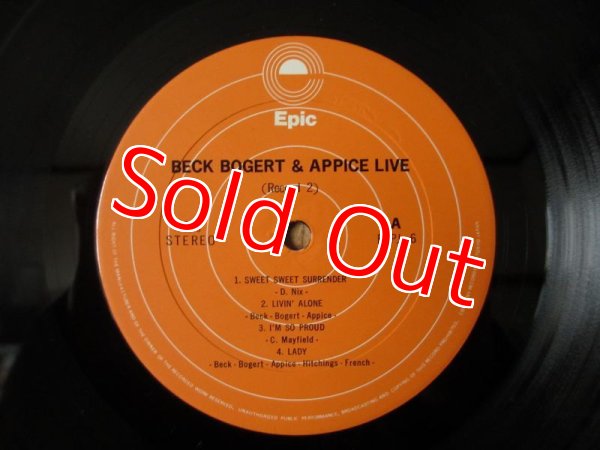 Epic
BECK BOGERT & APPICE LIVE
Sold Out
STEREO
A
1. SWEET SWEET SURRENDER
- D. Nix -
2. LIVIN' ALONE
- Beck - Bogert - Appice -
3. I'M SO PROUD
- C. Mayfield -
4. LADY
- Beck - Bogert - Appice - Hitchings - French -